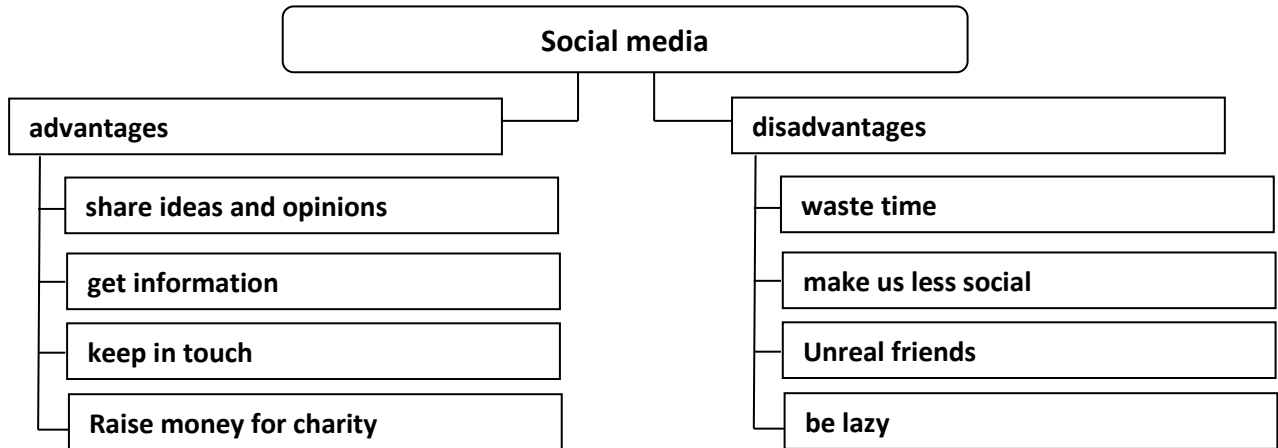 Social media
advantages
share ideas and opinions
get information
keep in touch
Raise money for charity
disadvantages
waste time
make us less social
Unreal friends
be lazy